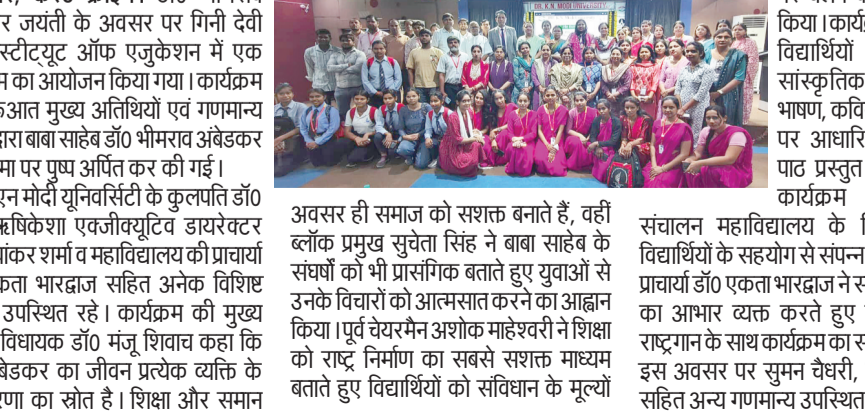 र जयंती के अवसर पर गिनी देवी
स्टीट्यूट ऑफ एजुकेशन में एक
म का आयोजन किया गया। कार्यक्रम
आत मुख्य अतिथियों एवं गणमान्य
द्वारा बाबा साहेब डॉ0 भीमराव अंबेडकर
मा पर पुष्प अर्पित कर की गई।
एन मोदी यूनिवर्सिटी के कुलपति डॉ0
ऋषिकेशा एक्जीक्यूटिव डायरेक्टर
कर शर्मा व महाविद्यालय की प्राचार्या
कता भारद्वाज सहित अनेक विशिष्ट
उपस्थित रहे। कार्यक्रम की मुख्य
विधायक डॉ0 मंजू शिवाच कहा कि
बेडकर का जीवन प्रत्येक व्यक्ति के
रणा का स्रोत है। शिक्षा और समान
DR. K.N. MODI UNIVERSITY
अवसर ही समाज को सशक्त बनाते हैं, वहीं
ब्लॉक प्रमुख सुचेता सिंह ने बाबा साहेब के
संघर्षों को भी प्रासंगिक बताते हुए युवाओं से
उनके विचारों को आत्मसात करने का आह्वान
किया। पूर्व चेयरमैन अशोक माहेश्वरी ने शिक्षा
को राष्ट्र निर्माण का सबसे सशक्त माध्यम
बताते हुए विद्यार्थियों को संविधान के मूल्यों
किया। कार्य
विद्यार्थियों
सांस्कृतिक
भाषण, कवि
पर आधारि
पाठ प्रस्तुत
कार्यक्रम
संचालन महाविद्यालय के
विद्यार्थियों के सहयोग से संपन्न
प्राचार्या डॉ0 एकता भारद्वाज ने स
का आभार व्यक्त करते हुए
राष्ट्रगान के साथ कार्यक्रम का स
इस अवसर पर सुमन चैधरी,
सहित अन्य गणमान्य उपस्थित